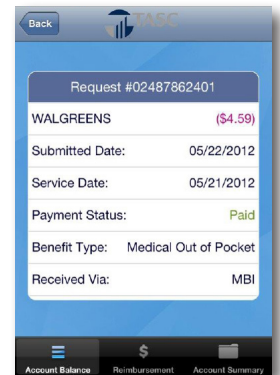 Back
TASC
Request #02487862401
WALGREENS ($4.59)
Submitted Date: 05/22/2012
Service Date: 05/21/2012
Payment Status: Paid
Benefit Type: Medical Out of Pocket
Received Via: MBI
$
Account Balance Reimbursement Account Summary